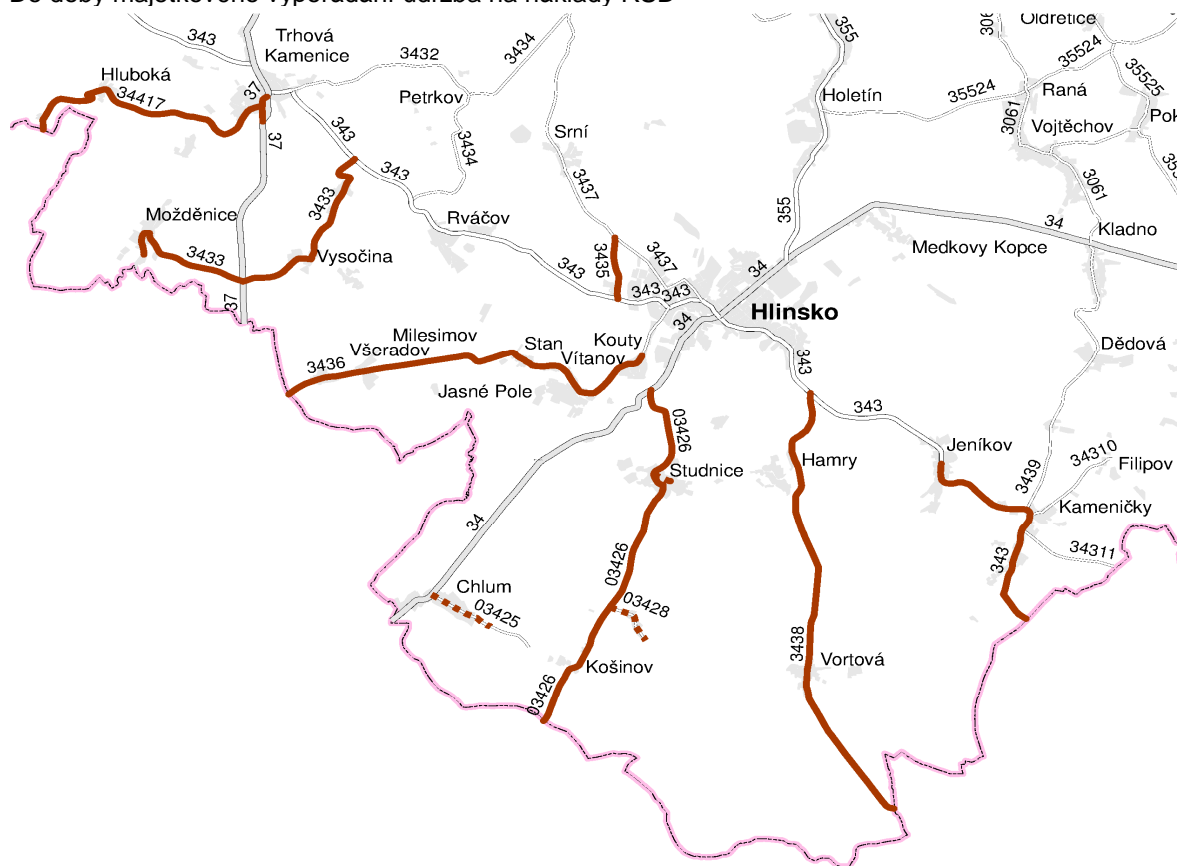 Do doby majetkového vypořádání údržba na náklady ŘSD
343
Trhová
Kamenice
3432
3434
355
Oldřetice
35524
Hluboká
34417
37
Petrkov
Holetín
35524
Raná
35525
3061
Vojtěchov
37
343
3434
Srní
3437
343
3433
3061
Možděnice
Rváčov
355
34
Kladno
Medkovy Kopce
3433
Vysočina
3435
3437
34
343
343
343
37
Hlinsko
34
Milesimov
Stan
Kouty
Všeradov
Vítanov
3436
Jasné Pole
343
Dědová
343
03426
Jeníkov
34310
Filipov
Studnice
Hamry
3439
Kameničky
34
03426
343
34311
Chlum
03425
03428
3438
Vortová
Košinov
03426